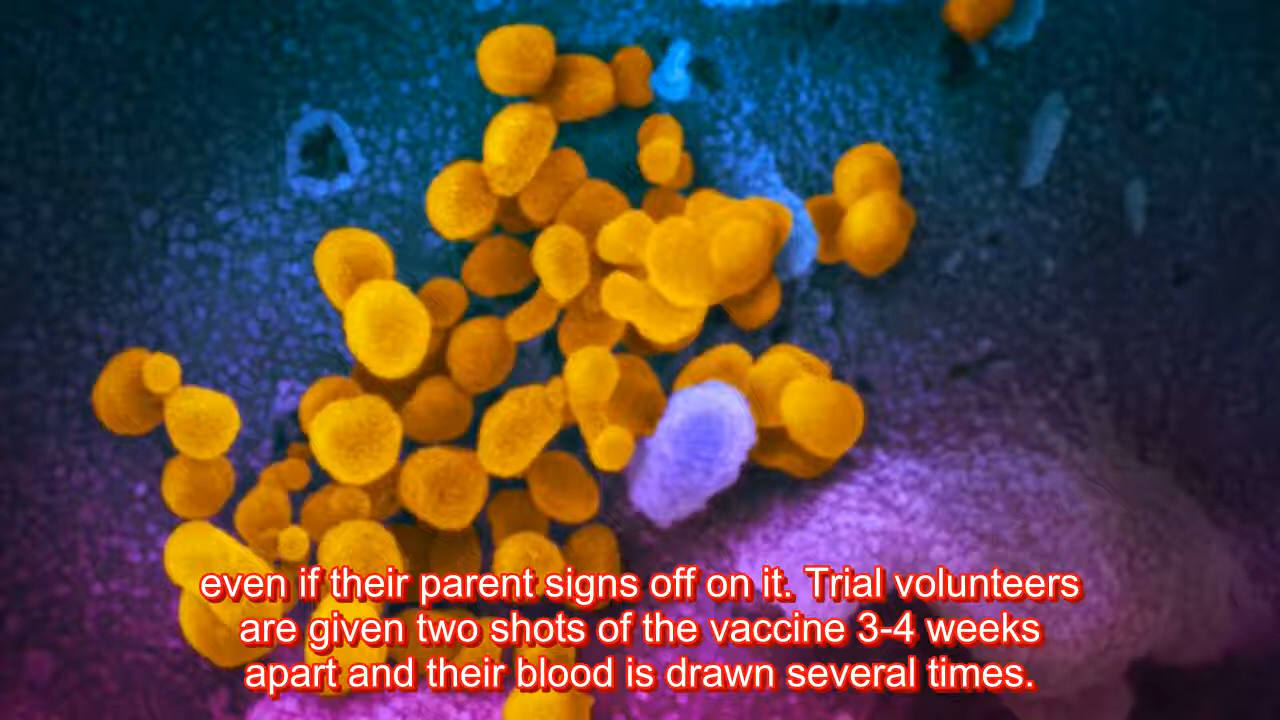 even if their parent signs off on it. Trial volunteers
are given two shots of the vaccine 3-4 weeks
apart and their blood is drawn several times.